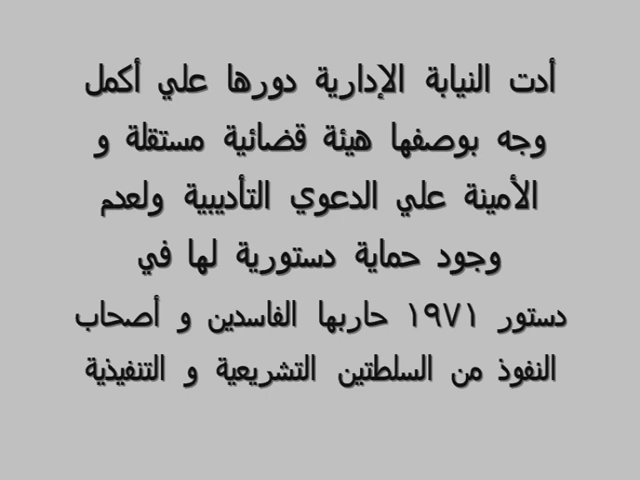 أدت النيابة الإدارية دورها علي أكمل
وجه بوصفها هيئة قضائية مستقلة و
الأمينة علي الدعوي التأديبية ولعدم
وجود حماية دستورية لها في
دستور ١٩٧١ حاربها الفاسدين و أصحاب
النفوذ من السلطتين التشريعية و التنفيذية